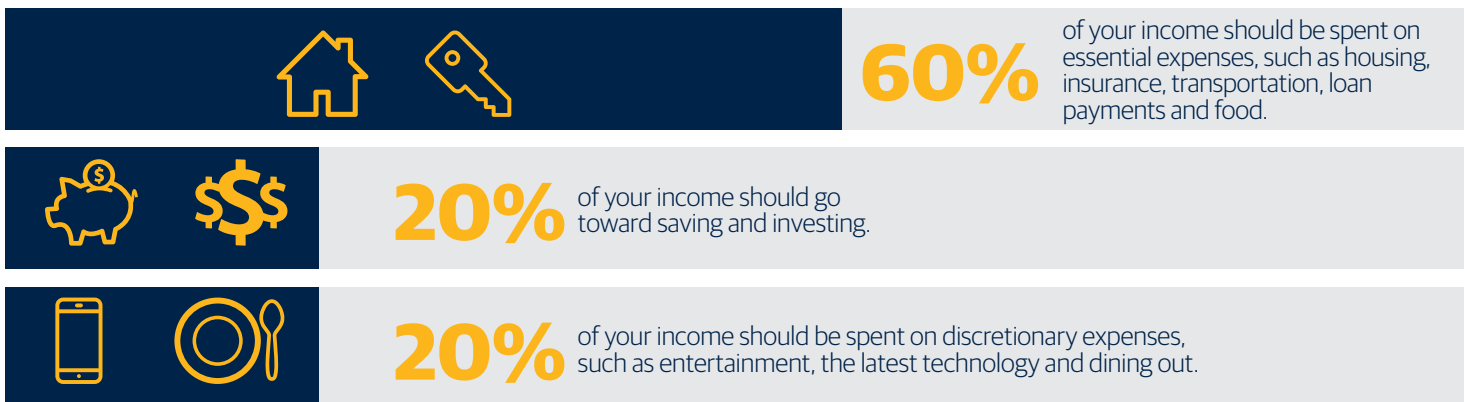 60%
of your income should be spent on
essential expenses, such as housing,
insurance, transportation, loan
payments and food.
$
$$$
20%
of your income should go
toward saving and investing.
20%
of your income should be spent on discretionary expenses,
such as entertainment, the latest technology and dining out.